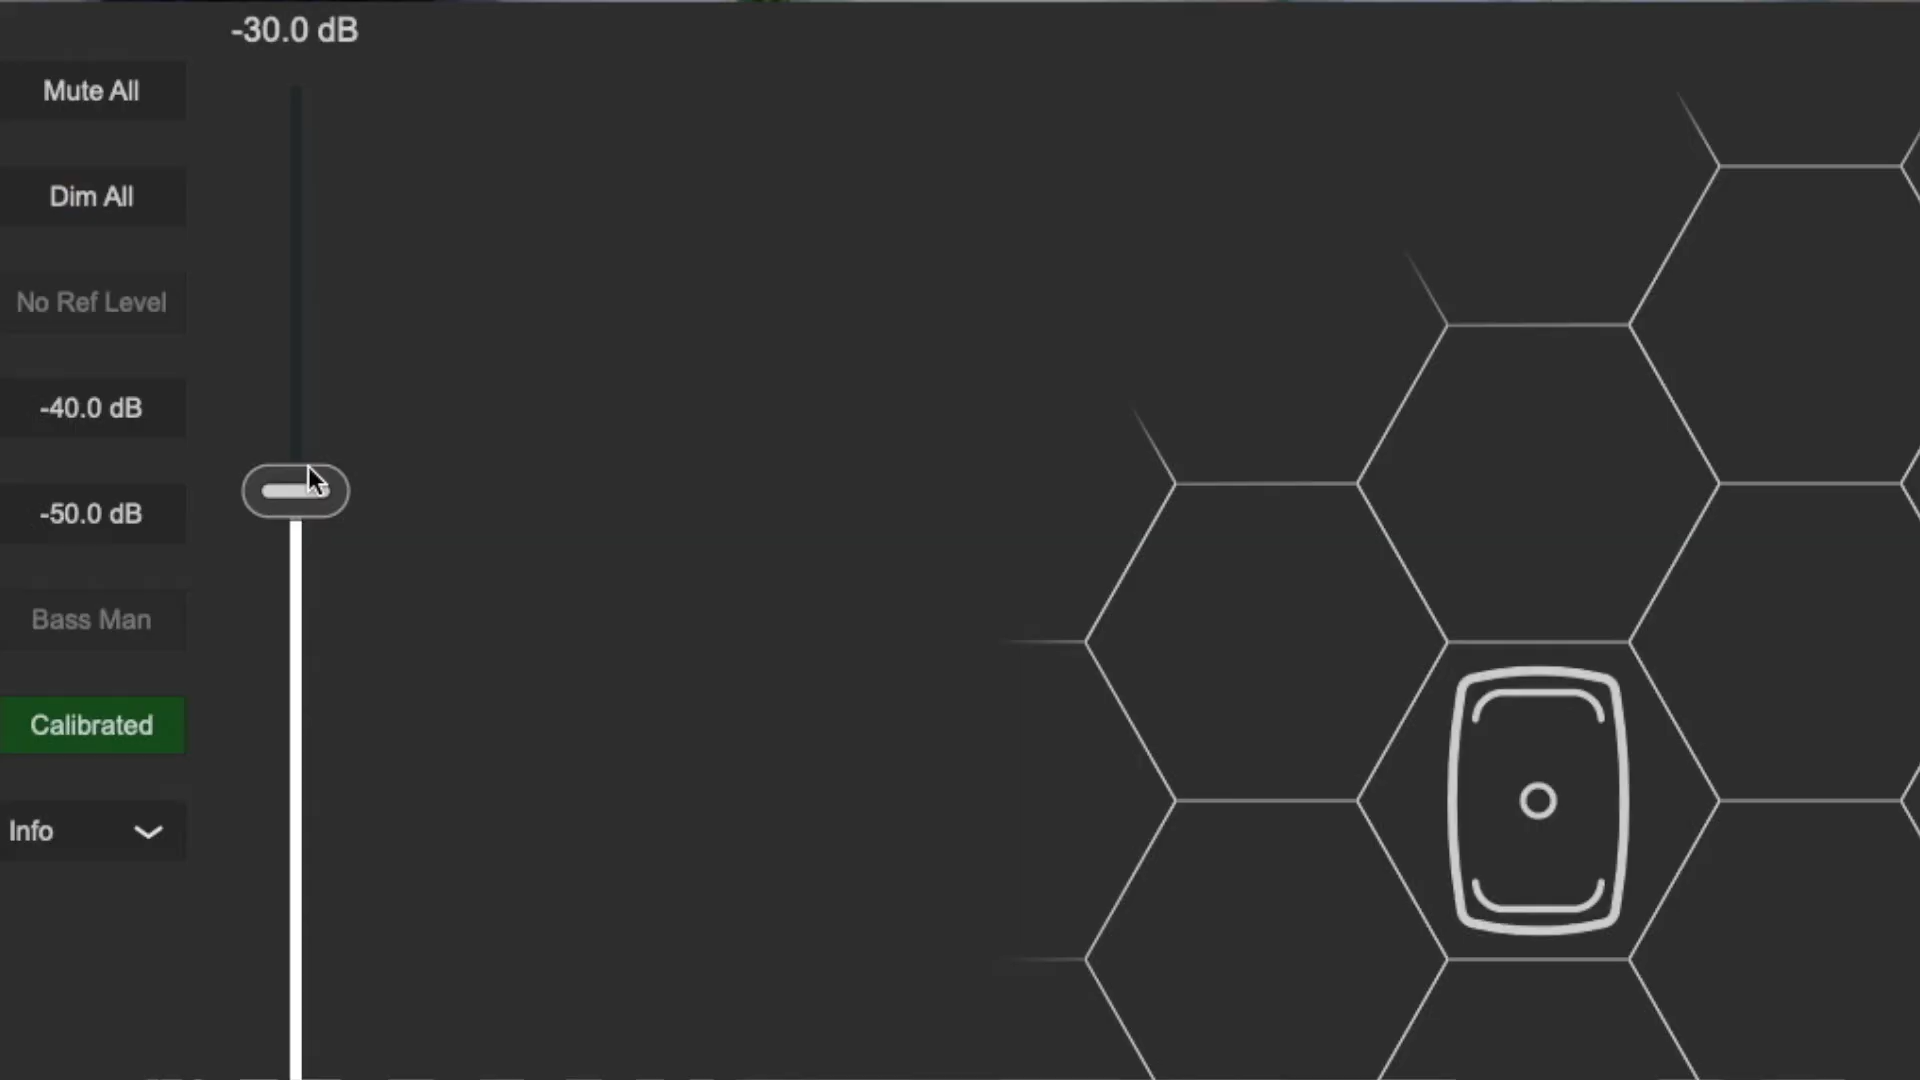 -30.0 dB
Mute All
Dim All
No Ref Level
-40.0 dB
-50.0 dB
Bass Man
Calibrated
Info